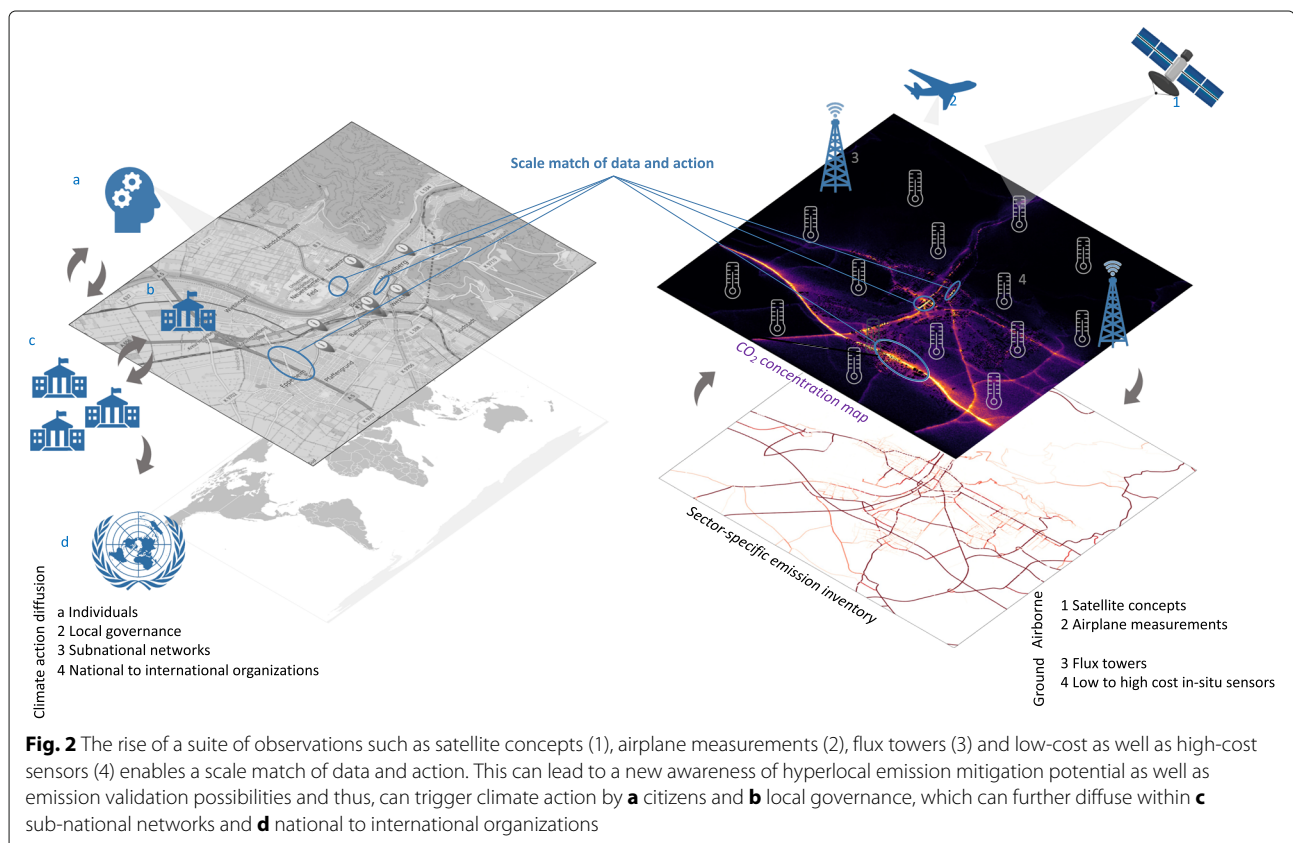 1
2
3
Scale match of data and action
a
Handschuhsheim
Heidelberg
b
4
c
Eppelheim
Pfaffengrund
CO₂ concentration map
d
Sector-specific emission inventory
Climate action diffusion
a Individuals
2 Local governance
3 Subnational networks
4 National to international organizations
Airborne
1 Satellite concepts
2 Airplane measurements
Ground
3 Flux towers
4 Low to high cost in-situ sensors
Fig. 2 The rise of a suite of observations such as satellite concepts (1), airplane measurements (2), flux towers (3) and low-cost as well as high-cost
sensors (4) enables a scale match of data and action. This can lead to a new awareness of hyperlocal emission mitigation potential as well as
emission validation possibilities and thus, can trigger climate action by a citizens and b local governance, which can further diffuse within c
sub-national networks and d national to international organizations